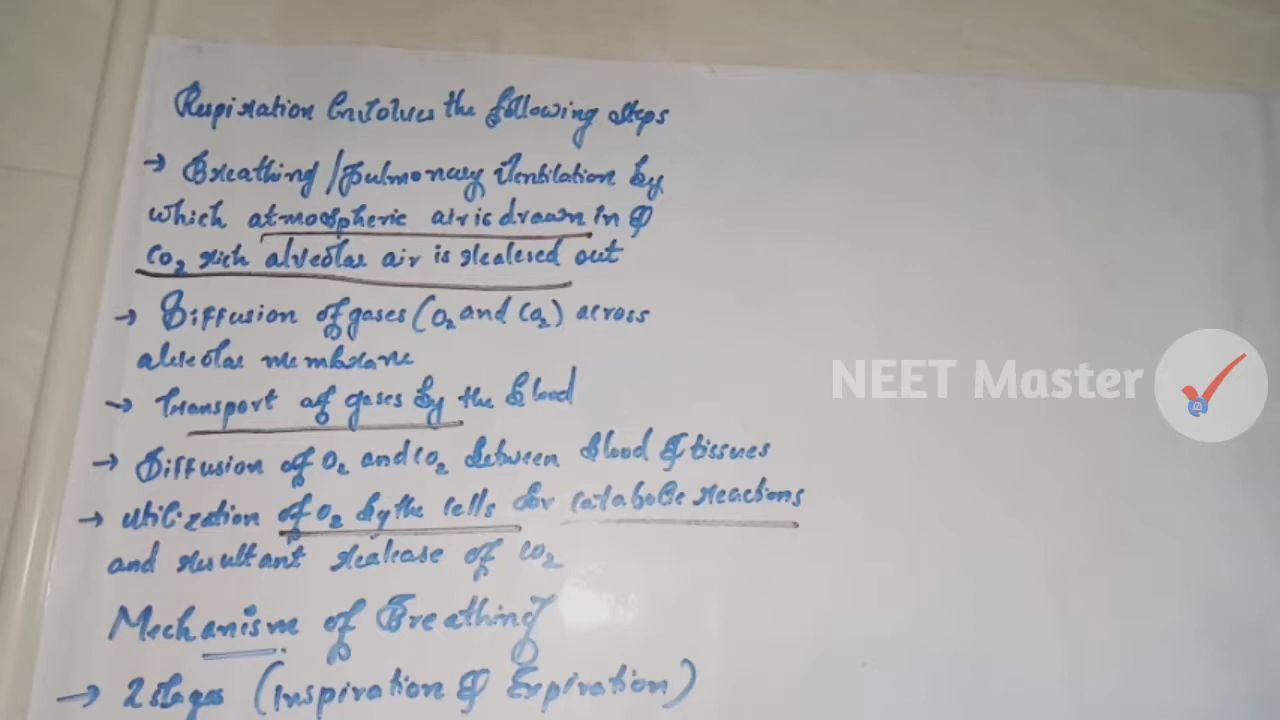 Respiration Involves the following steps
→ Breathing / Pulmonary Ventilation by
which atmospheric air is drawn in &
CO2 rich alveolar air is realesed out
→ Diffusion of gases (O2 and CO2) across
alveolar membrane
→ Transport of gases by the blood
→ Diffusion of O2 and CO2 between blood & tissues
→ Utilization of O2 by the cells for catabolic reactions
and resultant realease of CO2
Mechanism of Breathing
→ 2 stages (Inspiration & Expiration)
NEET Master